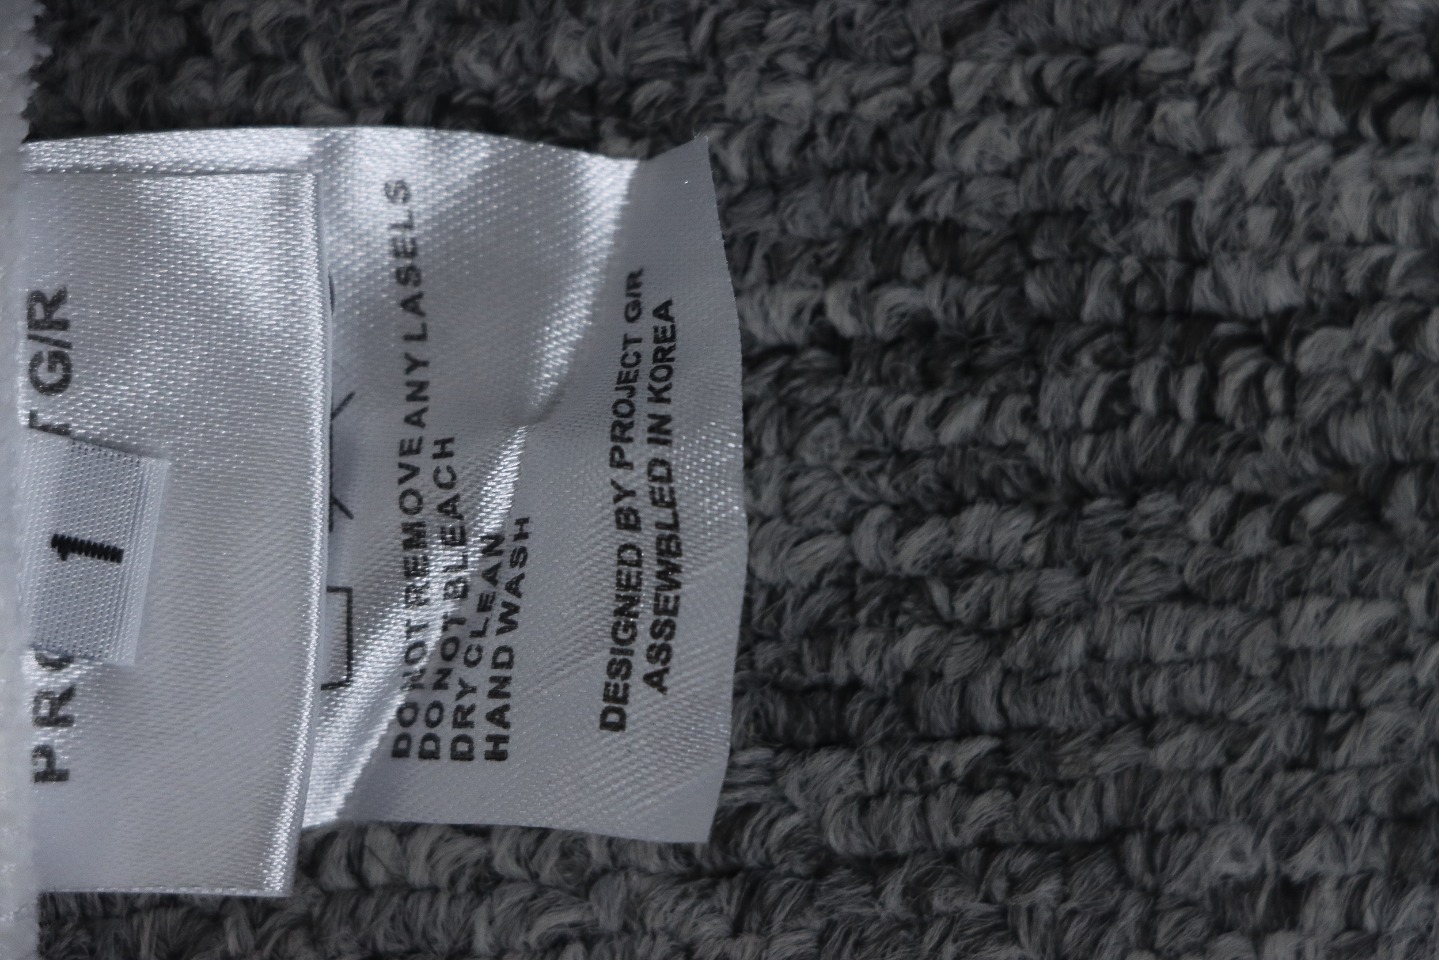 G/R
1
DO NOT REMOVE ANY LASELS
DO NOT BLEACH
DRY CLEAN
HAND WASH
DESIGNED BY PROJECT G/R
ASSEWBLED IN KOREA